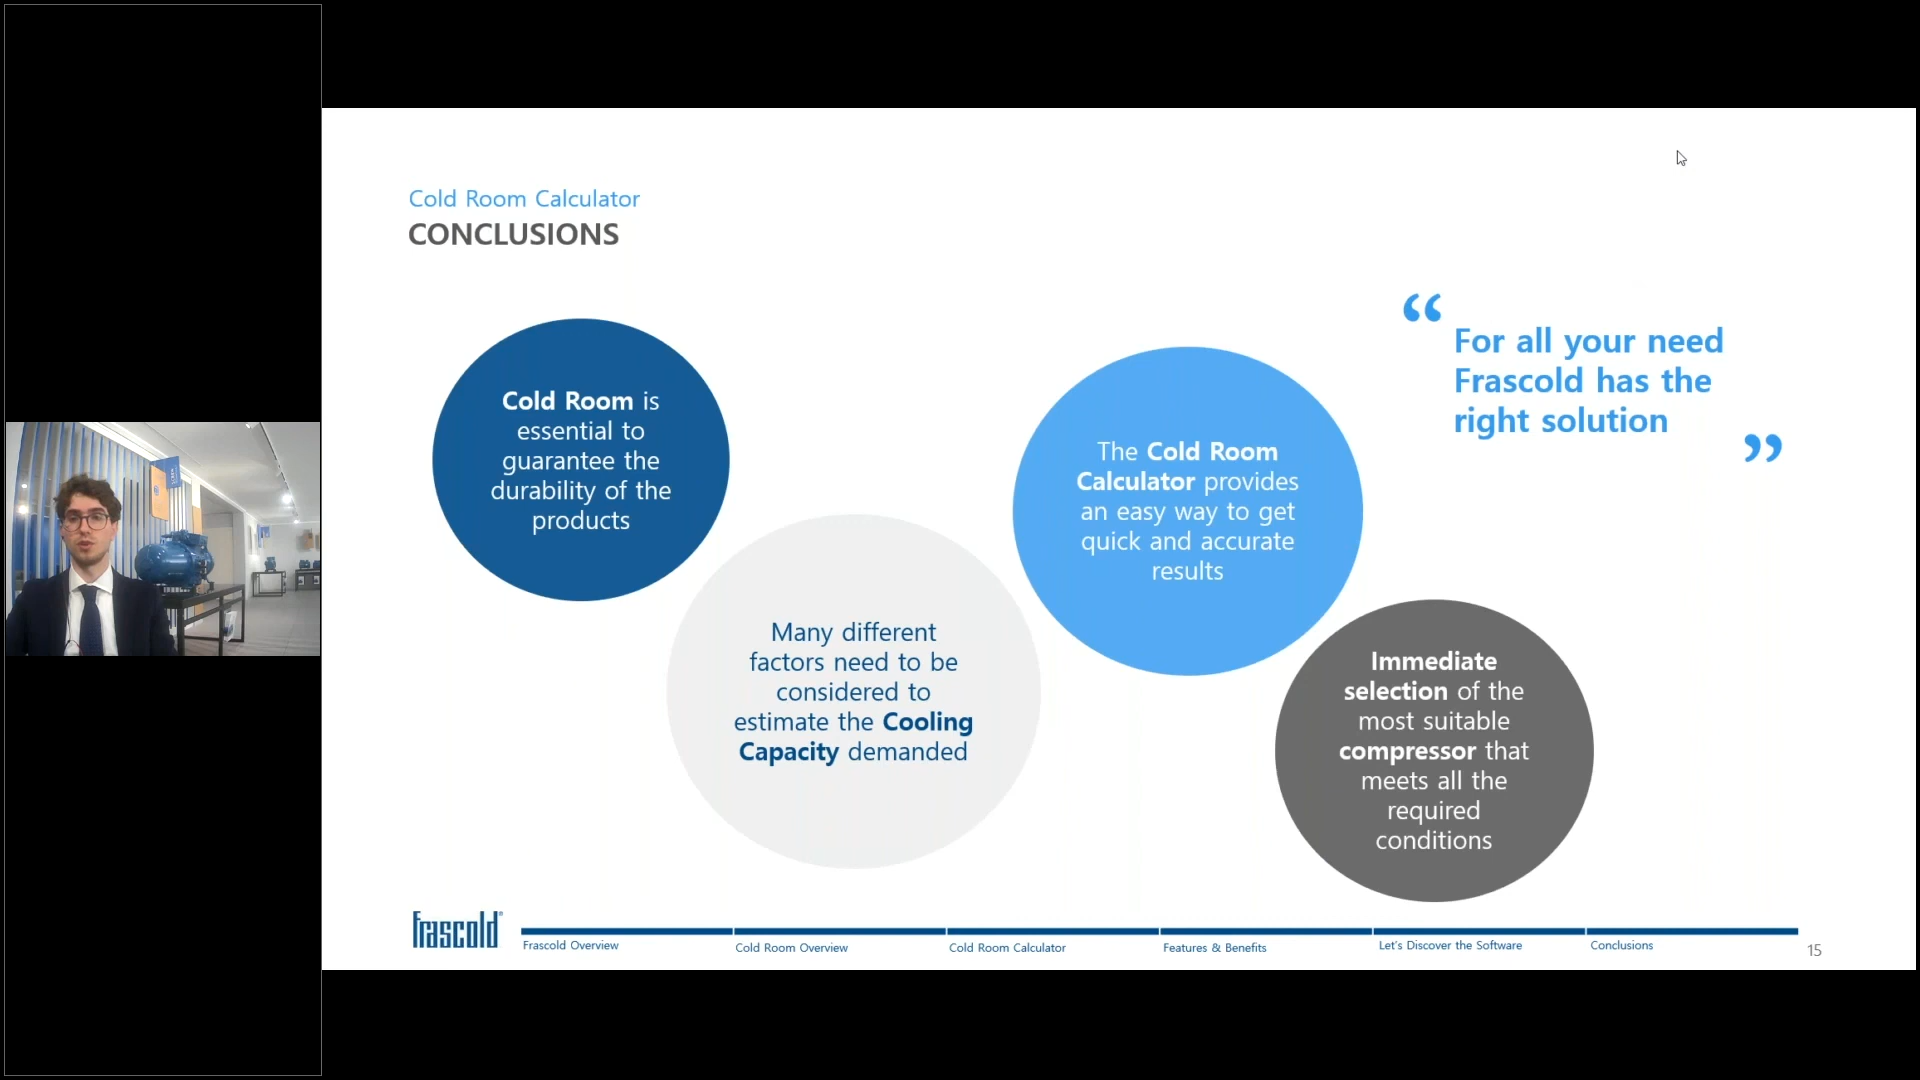 Cold Room Calculator
CONCLUSIONS
Cold Room is
essential to
guarantee the
durability of the
products
Many different
factors need to be
considered to
estimate the Cooling
Capacity demanded
The Cold Room
Calculator provides
an easy way to get
quick and accurate
results
Immediate
selection of the
most suitable
compressor that
meets all the
required
conditions
“ For all your need
Frascold has the
right solution ”
frascold®
Frascold Overview
Cold Room Overview
Cold Room Calculator
Features & Benefits
Let's Discover the Software
Conclusions
15